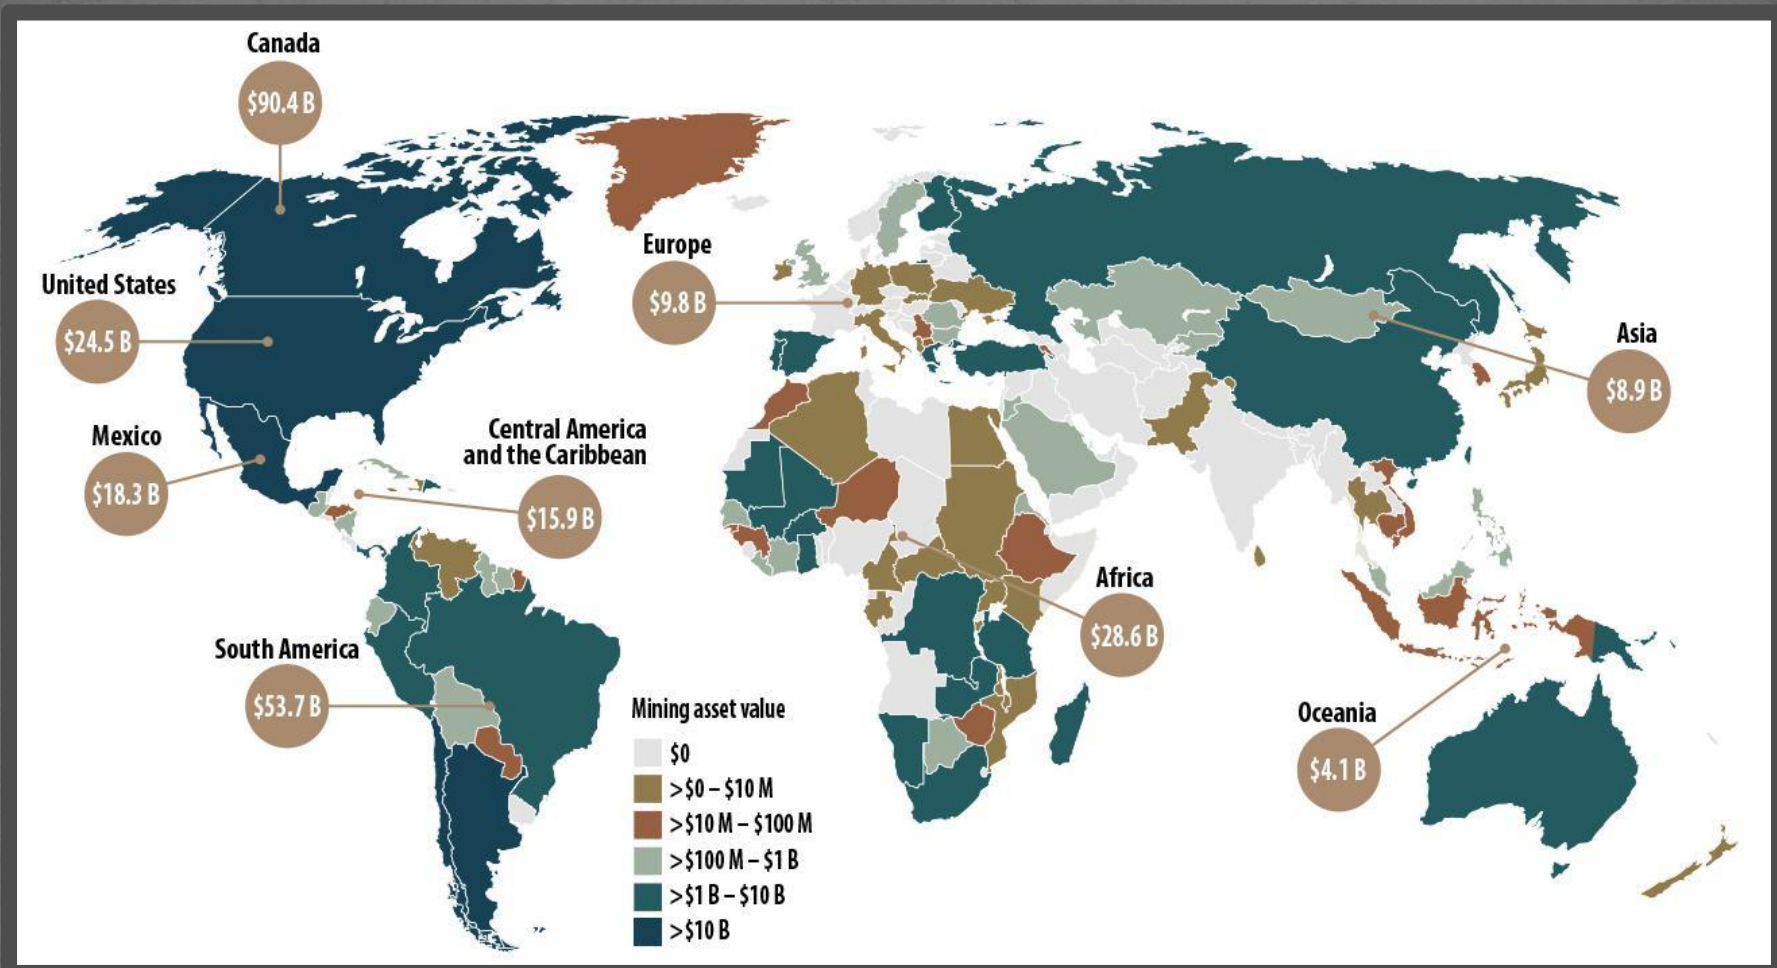 Canada
$90.4 B
United States
$24.5 B
Mexico
$18.3 B
Central America
and the Caribbean
$15.9 B
South America
$53.7 B
Europe
$9.8 B
Asia
$8.9 B
Africa
$28.6 B
Oceania
$4.1 B
Mining asset value
$0
>$0 – $10 M
>$10 M – $100 M
>$100 M – $1 B
>$1 B – $10 B
>$10 B